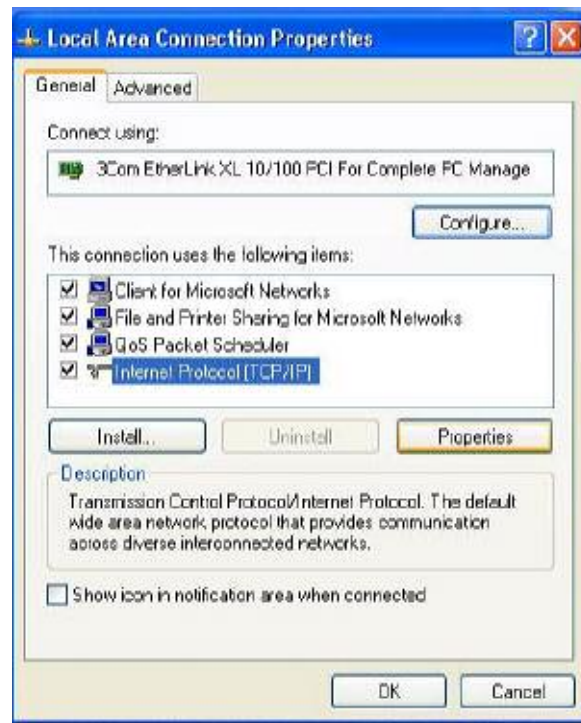 Local Area Connection Properties
General
Advanced
Connect using:
3Com EtherLink XL 10/100 PCI For Complete PC Manage
Configure...
This connection uses the following items:
Client for Microsoft Networks
File and Printer Sharing for Microsoft Networks
QoS Packet Scheduler
Internet Protocol (TCP/IP)
Install...
Uninstall
Properties
Description
Transmission Control Protocol/Internet Protocol. The default
wide area network protocol that provides communication
across diverse interconnected networks.
Show icon in notification area when connected
OK
Cancel